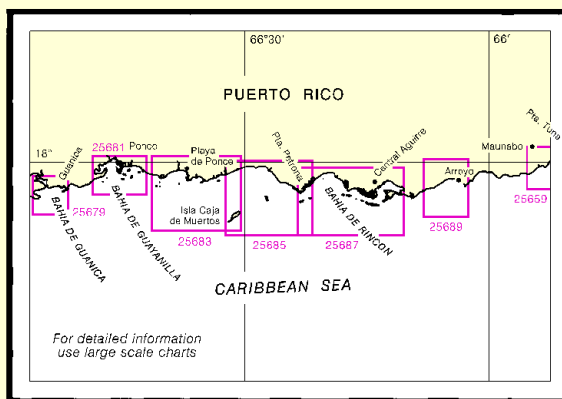 66°30'
66'
PUERTO RICO
Pta. Tuna
Maunabo
18°
Guanica
25681
Ponco
Playa
de Ponce
Pta. Petrona
Central Aguirre
Arroyo
25659
25679
BAHIA DE GUANICA
BAHIA DE GUAYANILLA
Isla Caja
de Muertos
25683
25685
25687
BAHIA DE RINCON
25689
CARIBBEAN SEA
For detailed information
use large scale charts